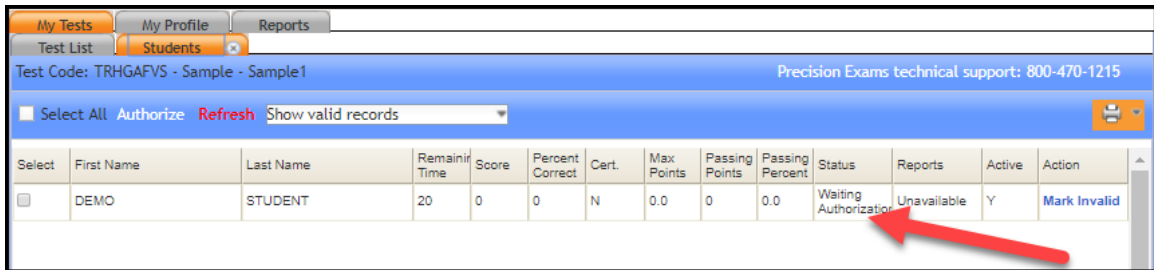 My Tests My Profile Reports
Test List Students
Test Code: TRHGAFVS - Sample - Sample1 Precision Exams technical support: 800-470-1215
Select All Authorize Refresh Show valid records
Select First Name Last Name Remainin Time Score Percent Correct Cert. Max Points Passing Points Passing Percent Status Reports Active Action
DEMO STUDENT 20 0 0 N 0.0 0 0.0 Waiting Authorization Unavailable Y Mark Invalid